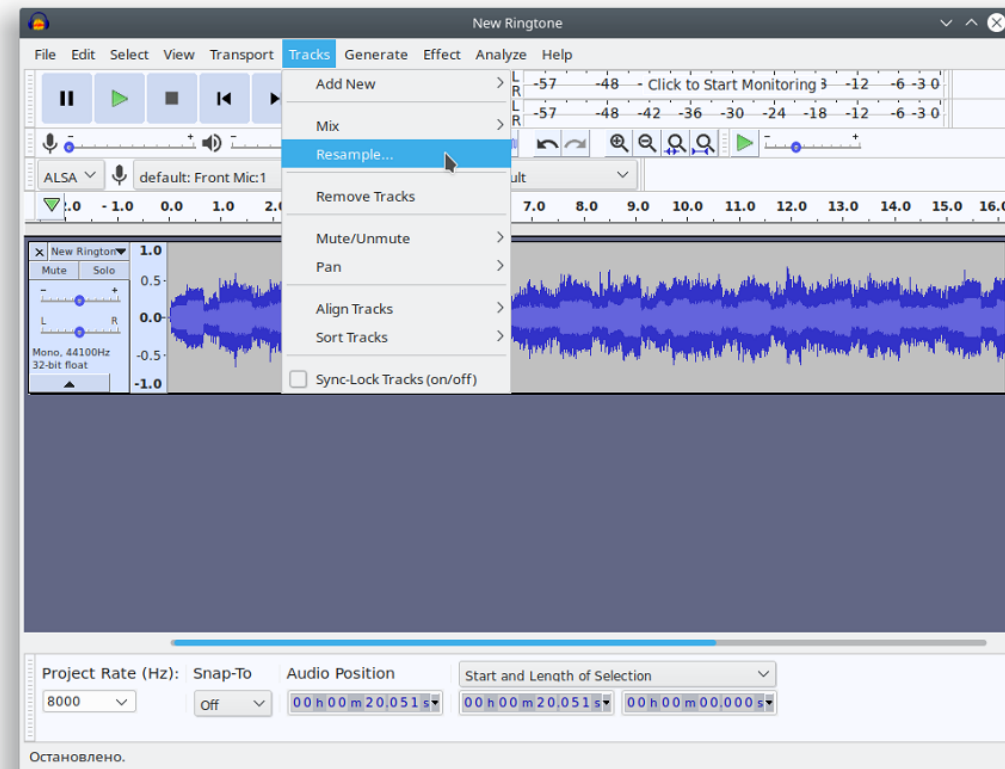 New Ringtone
File Edit Select View Transport Tracks Generate Effect Analyze Help
Add New
Mix
Resample...
Remove Tracks
Mute/Unmute
Pan
Align Tracks
Sort Tracks
Sync-Lock Tracks (on/off)
L
R
-57 -48 - Click to Start Monitoring -12 -6 -3 0
L
R
-57 -48 -42 -36 -30 -24 -18 -12 -6 -3 0
ALSA default: Front Mic:1
- 1.0 0.0 1.0 7.0 8.0 9.0 10.0 11.0 12.0 13.0 14.0 15.0
New Rington
Mute Solo
- +
L R
Mono, 44100Hz
32-bit float
1.0
0.5
0.0
-0.5
-1.0
Project Rate (Hz): Snap-To Audio Position Start and Length of Selection
8000 Off 00 h 00 m 20.051 s 00 h 00 m 20.051 s 00 h 00 m 00.000 s
Остановлено.